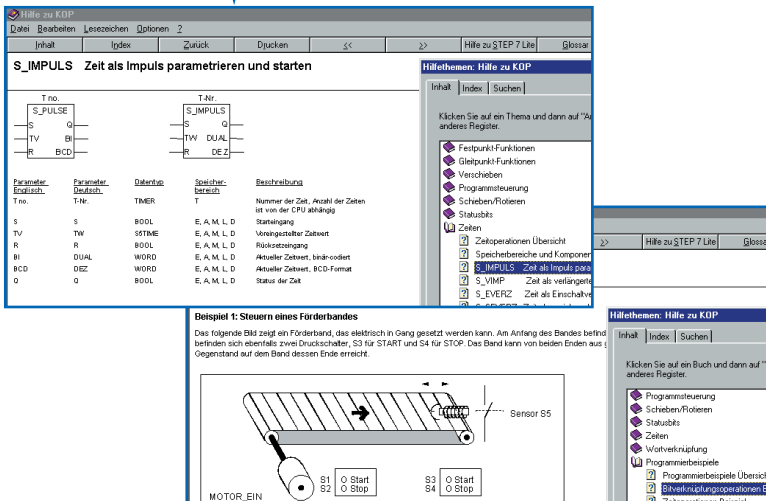 Hilfe zu KOP
Datei Bearbeiten Lesezeichen Optionen ?
Inhalt Index Zurück Drucken << >> Hilfe zu STEP 7 Lite Glossar
S_IMPULS Zeit als Impuls parametrieren und starten
T no. T-Nr.
S_PULSE S_IMPULS
S Q S Q
TV BI TW DUAL
R BCD R DEZ
Parameter Englisch Parameter Deutsch Datentyp Speicher-bereich Beschreibung
T no. T-Nr. TIMER T Nummer der Zeit, Anzahl der Zeiten
ist von der CPU abhängig
S S BOOL E, A, M, L, D Starteingang
TV TW S5TIME E, A, M, L, D Voreingestellter Zeitwert
R R BOOL E, A, M, L, D Rücksetzeingang
BI DUAL WORD E, A, M, L, D Aktueller Zeitwert, binär-codiert
BCD DEZ WORD E, A, M, L, D Aktueller Zeitwert, BCD-Format
Q Q BOOL E, A, M, L, D Status der Zeit
Hilfethemen: Hilfe zu KOP
Inhalt Index Suchen
Klicken Sie auf ein Thema und dann auf "A
anderes Register.
Festpunkt-Funktionen
Gleitpunkt-Funktionen
Verschieben
Programmsteuerung
Schieben/Rotieren
Statusbits
Zeiten
Zeitoperationen Übersicht
Speicherbereiche und Komponen
S_IMPULS Zeit als Impuls para
S_VIMP Zeit als verlängerte
S_EVERZ Zeit als Einschaltve
>> Hilfe zu STEP 7 Lite Glossa
Beispiel 1: Steuern eines Förderbandes
Das folgende Bild zeigt ein Förderband, das elektrisch in Gang gesetzt werden kann. Am Anfang des Bandes befind
befinden sich ebenfalls zwei Druckschalter, S3 für START und S4 für STOP. Das Band kann von beiden Enden aus g
Gegenstand auf dem Band dessen Ende erreicht.
Sensor S5
S1 O Start S3 O Start
S2 O Stop S4 O Stop
MOTOR_EIN
Hilfethemen: Hilfe zu KOP
Inhalt Index Suchen
Klicken Sie auf ein Buch und dann auf "
anderes Register.
Programmsteuerung
Schieben/Rotieren
Statusbits
Zeiten
Wortverknüpfung
Programmierbeispiele
Programmierbeispiele Übersich
Bitverknüpfungsoperationen B